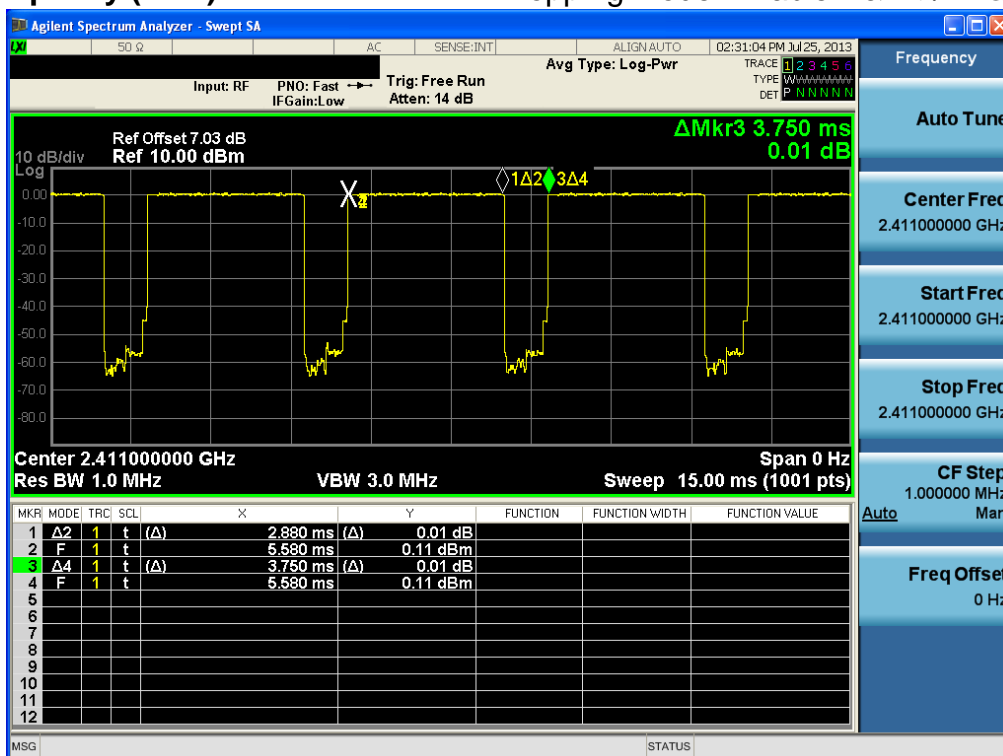 Agilent Spectrum Analyzer - Swept SA
LXI 50 Ω AC SENSE:INT ALIGN AUTO 02:31:04 PM Jul 25, 2013
Avg Type: Log-Pwr
TRACE 1 2 3 4 5 6
TYPE
DET P N N N N N
Input: RF PNO: Fast Trig: Free Run
IFGain:Low Atten: 14 dB
Ref Offset 7.03 dB
10 dB/div Ref 10.00 dBm
ΔMkr3 3.750 ms
0.01 dB
Log
1Δ2 3Δ4
X
0.00
-10.0
-20.0
-30.0
-40.0
-50.0
-60.0
-70.0
-80.0
Center 2.411000000 GHz Span 0 Hz
Res BW 1.0 MHz VBW 3.0 MHz Sweep 15.00 ms (1001 pts)
MKR MODE TRC SCL X Y FUNCTION FUNCTION WIDTH FUNCTION VALUE
1 Δ2 1 t (Δ) 2.880 ms (Δ) 0.01 dB
2 F 1 t 5.580 ms 0.11 dBm
3 Δ4 1 t (Δ) 3.750 ms (Δ) 0.01 dB
4 F 1 t 5.580 ms 0.11 dBm
5
6
7
8
9
10
11
12
MSG STATUS
Frequency
Auto Tune
Center Freq
2.411000000 GHz
Start Freq
2.411000000 GHz
Stop Freq
2.411000000 GHz
CF Step
1.000000 MHz
Auto Man
Freq Offset
0 Hz